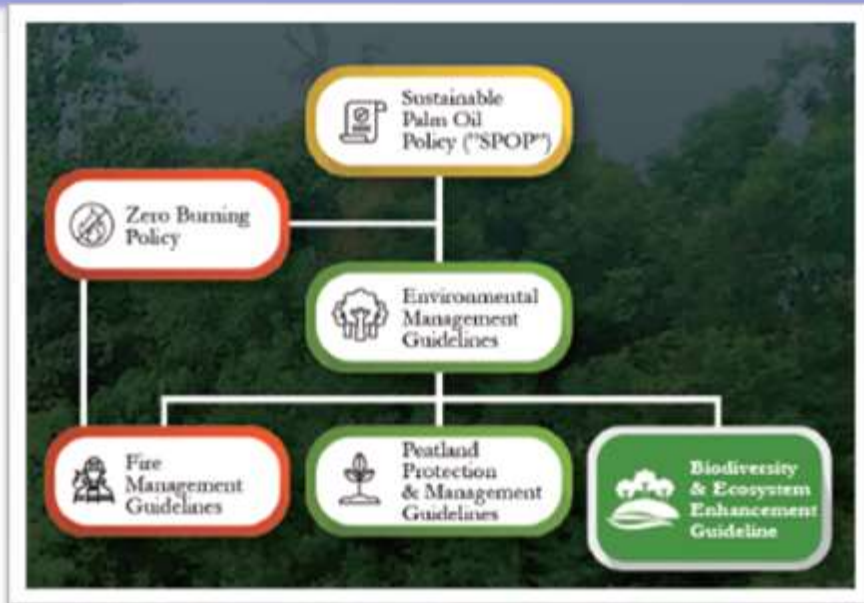 Sustainable
Palm Oil
Policy ("SPOP")
Zero Burning
Policy
Environmental
Management
Guidelines
Fire
Management
Guidelines
Peatland
Protection
& Management
Guidelines
Biodiversity
& Ecosystem
Enhancement
Guideline